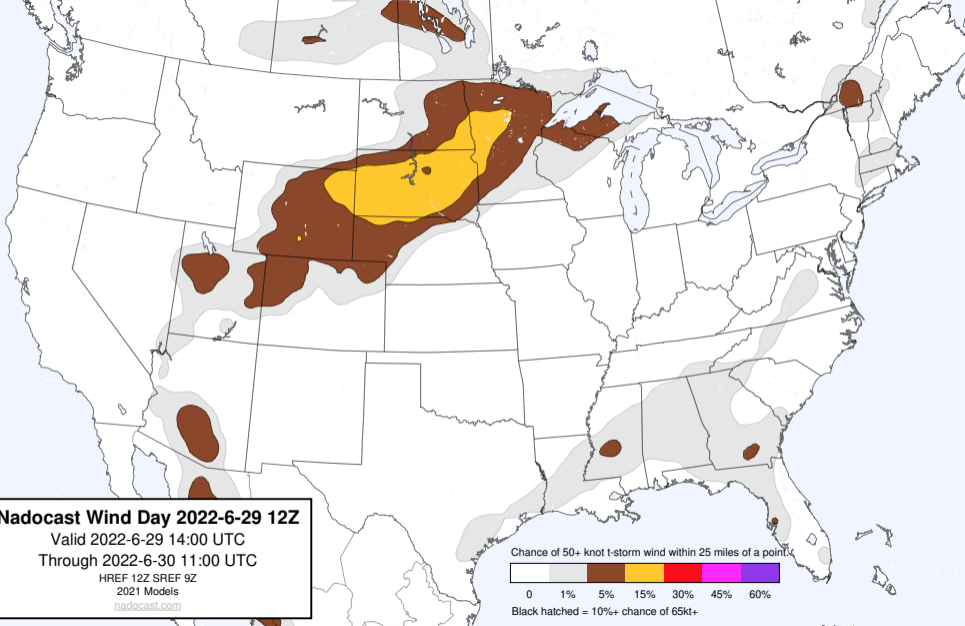 Nadocast Wind Day 2022-6-29 12Z
Valid 2022-6-29 14:00 UTC
Through 2022-6-30 11:00 UTC
HREF 12Z SREF 9Z
2021 Models
nadocast.com
Chance of 50+ knot t-storm wind within 25 miles of a point.
0 1% 5% 15% 30% 45% 60%
Black hatched = 10%+ chance of 65kt+